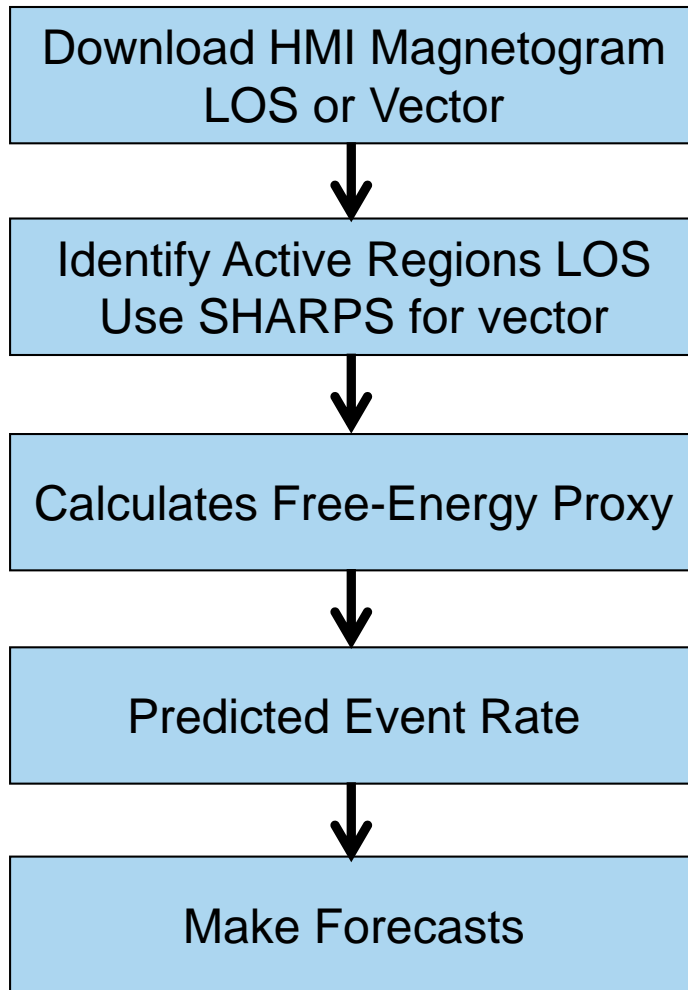 Download HMI Magnetogram
LOS or Vector
Identify Active Regions LOS
Use SHARPS for vector
Calculates Free-Energy Proxy
Predicted Event Rate
Make Forecasts